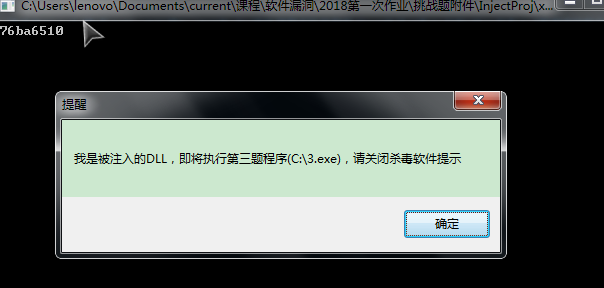 C:\Users\lenovo\Documents\current\课程\软件漏洞\2018第一次作业\挑战题附件\InjectProj\x...
76ba6510
提醒
我是被注入的DLL，即将执行第三题程序(C:\3.exe)，请关闭杀毒软件提示
确定